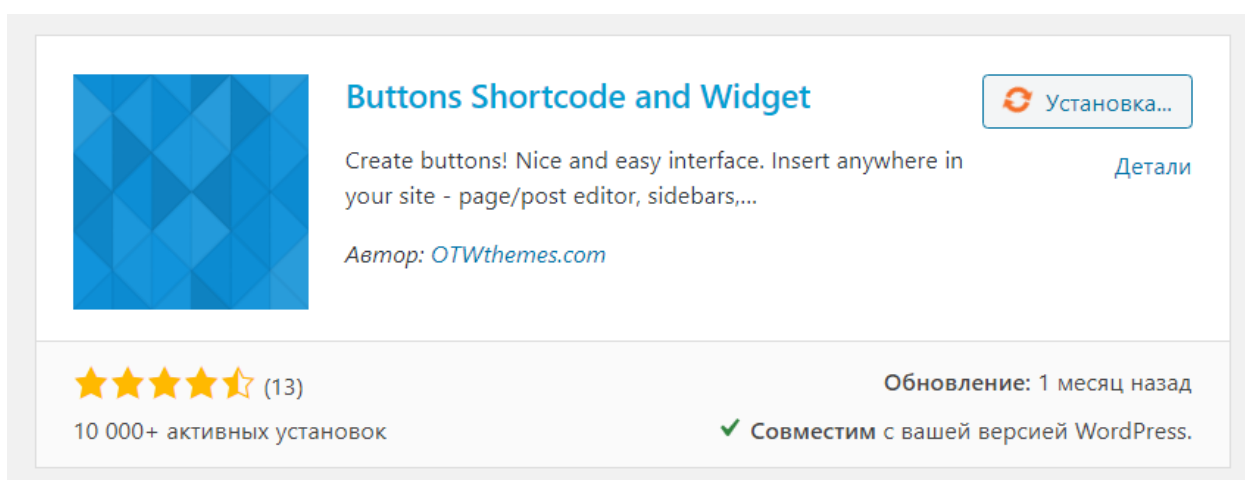 Buttons Shortcode and Widget
Установка...
Create buttons! Nice and easy interface. Insert anywhere in
your site - page/post editor, sidebars,...
Детали
Автор: OTWthemes.com
(13)
Обновление: 1 месяц назад
10 000+ активных установок
Совместим с вашей версией WordPress.